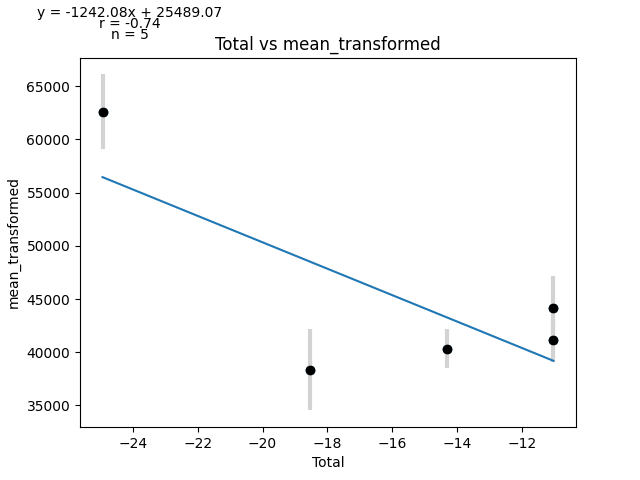 y = -1242.08x + 25489.07
r = -0.74
n = 5
Total vs mean_transformed
mean_transformed
65000
60000
55000
50000
45000
40000
35000
−24 −22 −20 −18 −16 −14 −12
Total